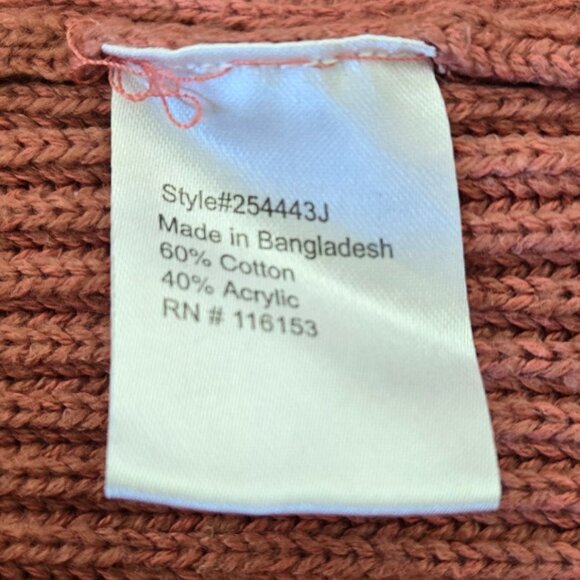 Style#254443J
Made in Bangladesh
60% Cotton
40% Acrylic
RN # 116153